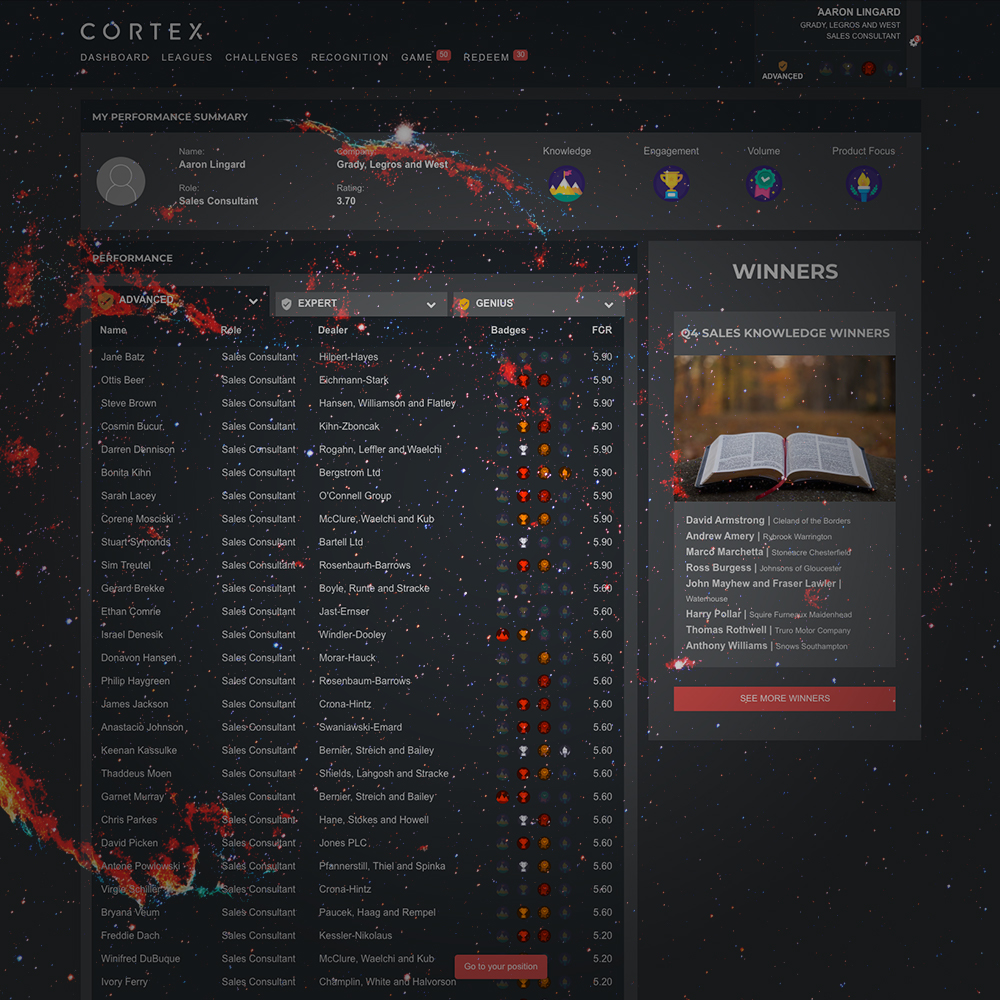 CORTEX
DASHBOARD LEAGUES CHALLENGES RECOGNITION GAME 50 REDEEM 30
AARON LINGARD
GRADY, LEGROS AND WEST
SALES CONSULTANT
ADVANCED
MY PERFORMANCE SUMMARY
Name:
Aaron Lingard
Role:
Sales Consultant
Company:
Grady, Legros and West
Rating:
3.70
Knowledge Engagement Volume Product Focus
PERFORMANCE
ADVANCED EXPERT GENIUS
Name Role Dealer Badges FCR
Jane Batz Sales Consultant Hilpert-Hayes 5.90
Ottis Beer Sales Consultant Eichmann-Stark 5.90
Steve Brown Sales Consultant Hansen, Williamson and Flatley 5.90
Cosmin Bucur Sales Consultant Kihn-Zboncak 5.90
Darren Dennison Sales Consultant Rogahn, Leffler and Waelchi 5.90
Bonita Kihn Sales Consultant Bergstrom Ltd 5.90
Sarah Lacey Sales Consultant O'Connell Group 5.90
Corene Mosciski Sales Consultant McClure, Waelchi and Kub 5.90
Stuart Symonds Sales Consultant Bartell Ltd 5.90
Sim Treutel Sales Consultant Rosenbaum-Barrows 5.90
Gerard Brekke Sales Consultant Boyle, Runte and Stracke 5.60
Ethan Comrie Sales Consultant Jast-Ernser 5.60
Israel Denesik Sales Consultant Windler-Dooley 5.60
Donavon Hansen Sales Consultant Morar-Hauck 5.60
Philip Haygreen Sales Consultant Rosenbaum-Barrows 5.60
James Jackson Sales Consultant Crona-Hintz 5.60
Anastacio Johnson Sales Consultant Swaniawski-Emard 5.60
Keenan Kassulke Sales Consultant Bernier, Streich and Bailey 5.60
Thaddeus Moen Sales Consultant Shields, Langosh and Stracke 5.60
Garnet Murray Sales Consultant Bernier, Streich and Bailey 5.60
Chris Parkes Sales Consultant Hane, Stokes and Howell 5.60
David Picken Sales Consultant Jones PLC 5.60
Antone Powlowski Sales Consultant Pfannerstill, Thiel and Spinka 5.60
Virgie Schiller Sales Consultant Crona-Hintz 5.60
Bryana Veum Sales Consultant Paucek, Haag and Rempel 5.60
Freddie Dach Sales Consultant Kessler-Nikolaus 5.20
Winifred DuBuque Sales Consultant McClure, Waelchi and Kub 5.20
Ivory Ferry Sales Consultant Champlin, White and Halvorson 5.20
Go to your position
WINNERS
Q4 SALES KNOWLEDGE WINNERS
David Armstrong | Cleland of the Borders
Andrew Amery | Rybrook Warrington
Marco Marchetta | Stoneacre Chesterfield
Ross Burgess | Johnsons of Gloucester
John Mayhew and Fraser Lawler |
Waterhouse
Harry Pollar | Squire Furneaux Maidenhead
Thomas Rothwell | Truro Motor Company
Anthony Williams | Snows Southampton
SEE MORE WINNERS